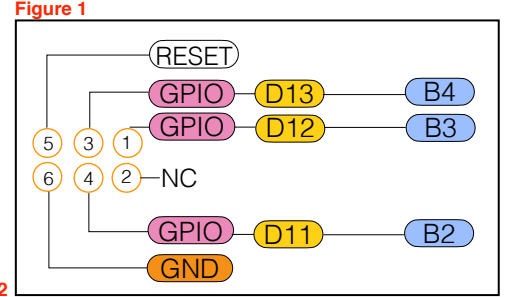 Figure 1
RESET
GPIO D13 B4
GPIO D12 B3
5 3 1
6 4 2 NC
GPIO D11 B2
GND
2